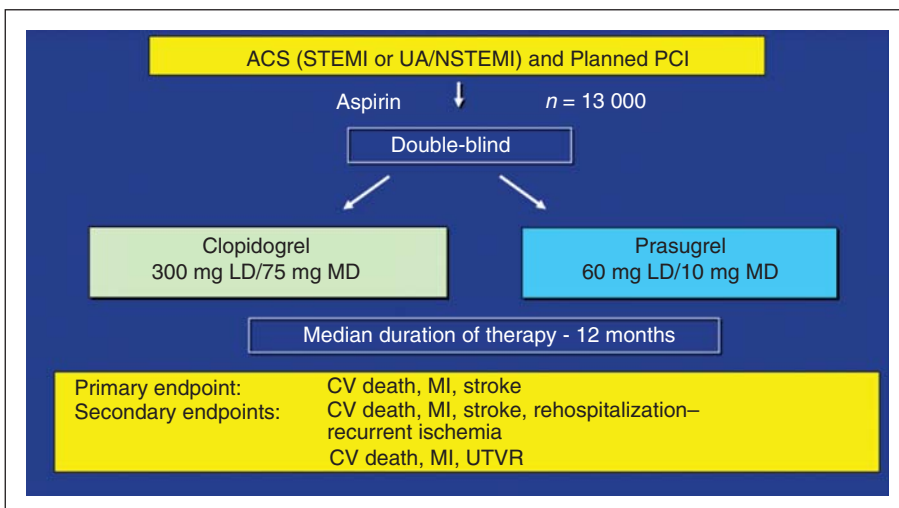 ACS (STEMI or UA/NSTEMI) and Planned PCI
Aspirin n = 13 000
Double-blind
Clopidogrel
300 mg LD/75 mg MD
Prasugrel
60 mg LD/10 mg MD
Median duration of therapy - 12 months
Primary endpoint: CV death, MI, stroke
Secondary endpoints: CV death, MI, stroke, rehospitalization–
recurrent ischemia
CV death, MI, UTVR